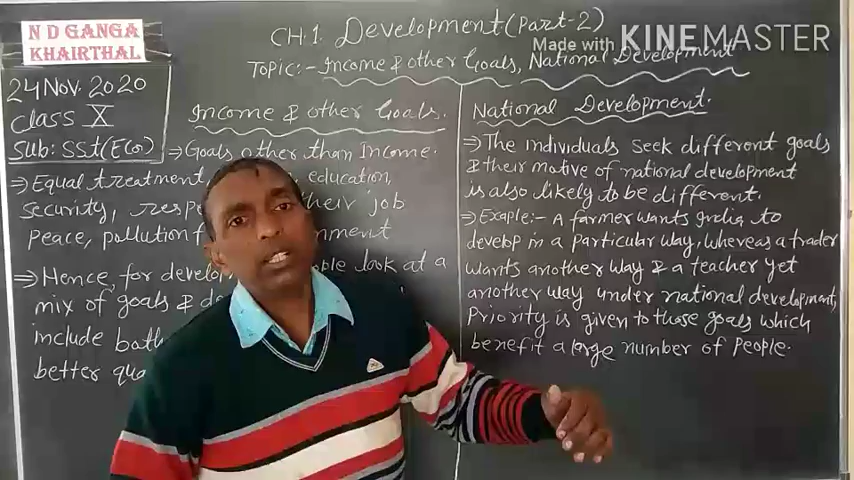 N D GANGA
KHAIRTHAL
CH. 1. Development (Part-2)
Made with KINEMASTER
TOPIC:- Income & other Goals, National Development
24 Nov. 2020
Class X
Sub: SSt (Eco)
Income & other Goals.
⇒ Goals other than Income.
⇒ Equal treatment, education,
security, their job
Peace, pollution
⇒ Hence, for people look at a
mix of goals &
include both
better
National Development.
⇒ The individuals seek different goals
& their motive of national development
is also likely to be different.
⇒ Exaple:- A farmer wants India to
develop in a particular way, whereas a trader
wants another way & a teacher yet
another way under national development,
Priority is given to those goals which
benefit a large number of people.